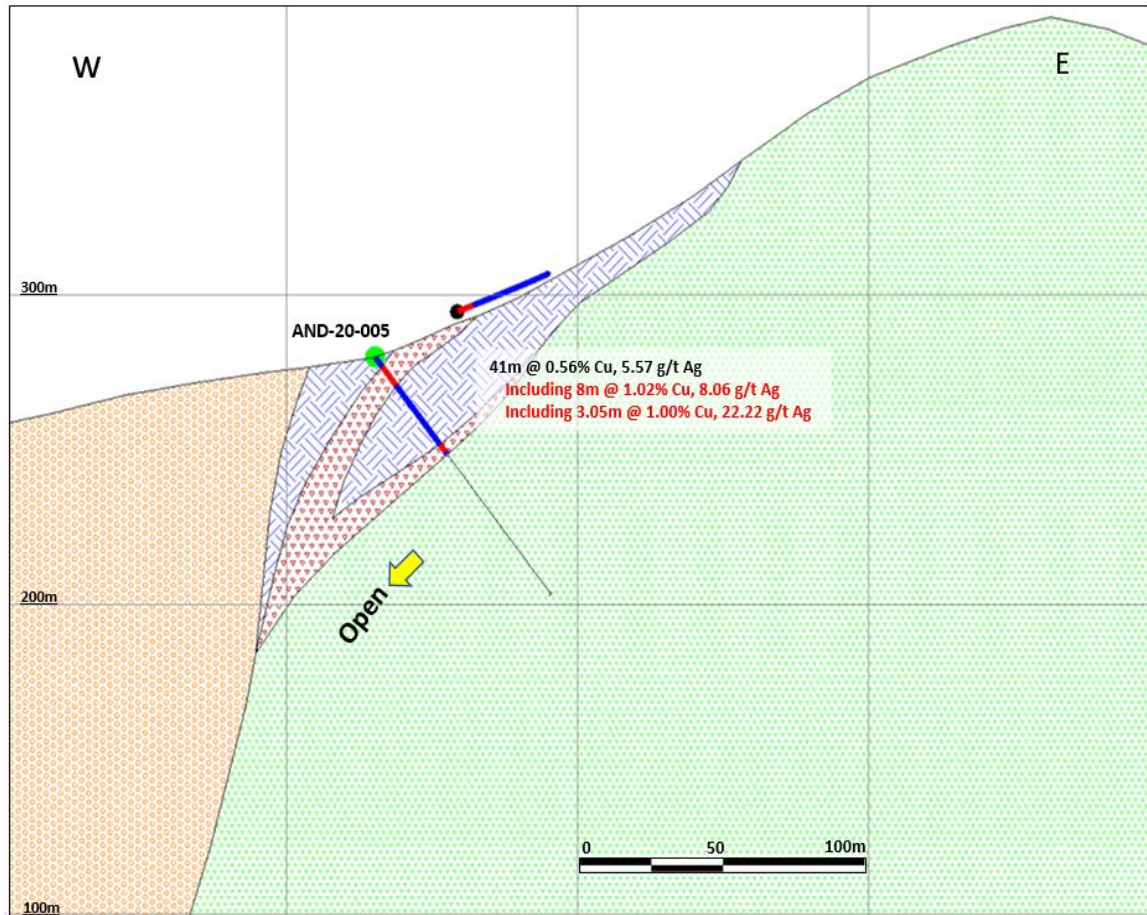 W
E
300m
AND-20-005
41m @ 0.56% Cu, 5.57 g/t Ag
Including 8m @ 1.02% Cu, 8.06 g/t Ag
Including 3.05m @ 1.00% Cu, 22.22 g/t Ag
Open
200m
0 50 100m
100m